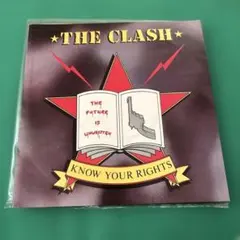 THE CLASH
THE
FUTURE
IS
UNWRITTEN
KNOW YOUR RIGHTS